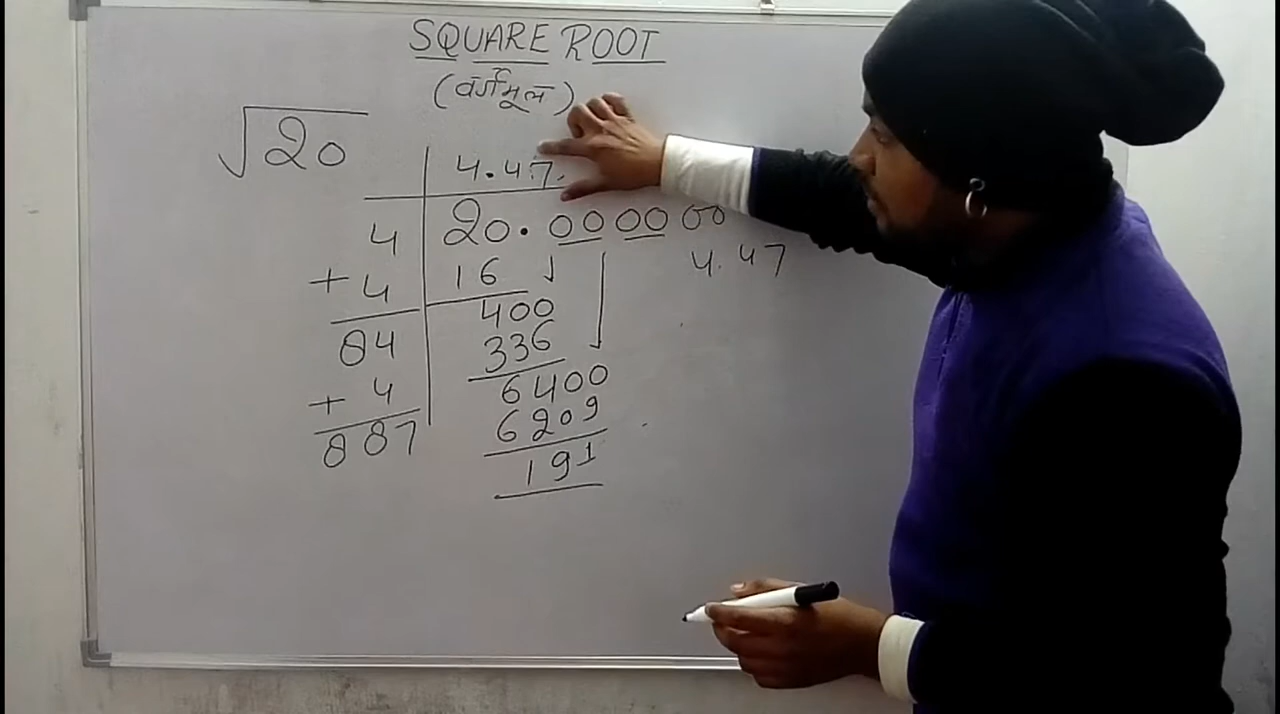 SQUARE ROOT
(वर्गमूल)
√20
4.47.
4 20.000000
4.47
+ 4 16
84 400
336
+ 4 6400
887 6209
191